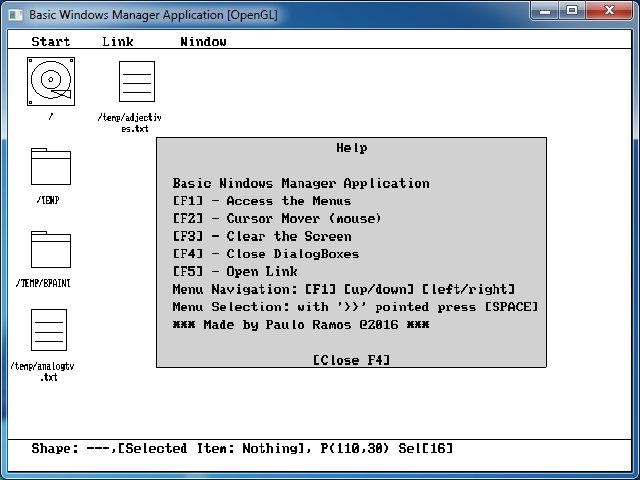 Basic Windows Manager Application [OpenGL]
Start Link Window
/
/temp/adjectiv
es.txt
/TEMP
/TEMP/BPAINT
/temp/analogtv
.txt
Help
Basic Windows Manager Application
[F1] - Access the Menus
[F2] - Cursor Mover (mouse)
[F3] - Clear the Screen
[F4] - Close DialogBoxes
[F5] - Open Link
Menu Navigation: [F1] [up/down] [left/right]
Menu Selection: with '>>' pointed press [SPACE]
*** Made by Paulo Ramos @2016 ***
[Close F4]
Shape: ---,[Selected Item: Nothing], P(110,30) Sel[16]